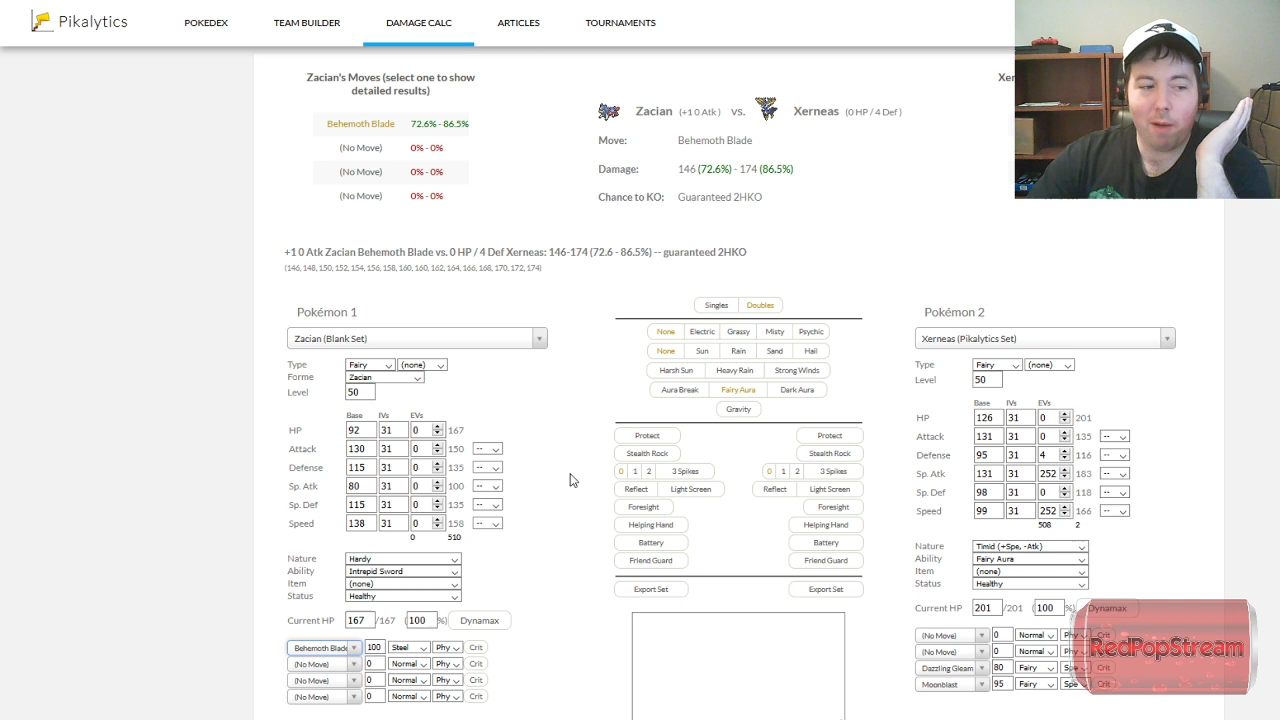 Pikalytics
POKEDEX TEAM BUILDER DAMAGE CALC ARTICLES TOURNAMENTS
Zacian's Moves (select one to show
detailed results)
Behemoth Blade 72.6% - 86.5%
(No Move) 0% - 0%
(No Move) 0% - 0%
(No Move) 0% - 0%
Zacian (+1 0 Atk ) VS. Xerneas (0 HP / 4 Def )
Move: Behemoth Blade
Damage: 146 (72.6%) - 174 (86.5%)
Chance to KO: Guaranteed 2HKO
+1 0 Atk Zacian Behemoth Blade vs. 0 HP / 4 Def Xerneas: 146-174 (72.6 - 86.5%) -- guaranteed 2HKO
(146, 148, 150, 152, 154, 156, 158, 160, 160, 162, 164, 166, 168, 170, 172, 174)
Pokémon 1
Zacian (Blank Set)
Type Fairy (none)
Forme Zacian
Level 50
Base IVs EVs
HP 92 31 0 167
Attack 130 31 0 150 --
Defense 115 31 0 135 --
Sp. Atk 80 31 0 100 --
Sp. Def 115 31 0 135 --
Speed 138 31 0 158 --
0 510
Nature Hardy
Ability Intrepid Sword
Item (none)
Status Healthy
Current HP 167 /167 (100 %) Dynamax
Behemoth Blade 100 Steel Phy Crit
(No Move) 0 Normal Phy Crit
(No Move) 0 Normal Phy Crit
(No Move) 0 Normal Phy Crit
Singles Doubles
None Electric Grassy Misty Psychic
None Sun Rain Sand Hail
Harsh Sun Heavy Rain Strong Winds
Aura Break Fairy Aura Dark Aura
Gravity
Protect Protect
Stealth Rock Stealth Rock
0 1 2 3 Spikes 0 1 2 3 Spikes
Reflect Light Screen Reflect Light Screen
Foresight Foresight
Helping Hand Helping Hand
Battery Battery
Friend Guard Friend Guard
Export Set Export Set
Pokémon 2
Xerneas (Pikalytics Set)
Type Fairy (none)
Level 50
Base IVs EVs
HP 126 31 0 201
Attack 131 31 0 135 --
Defense 95 31 4 116 --
Sp. Atk 131 31 252 183 --
Sp. Def 98 31 0 118 --
Speed 99 31 252 166 --
508 2
Nature Timid (+Spe, -Atk)
Ability Fairy Aura
Item (none)
Status Healthy
Current HP 201 /201 (100 %) Dynamax
(No Move) 0 Normal Phy Crit
(No Move) 0 Normal Phy Crit
Dazzling Gleam 80 Fairy Spe Crit
Moonblast 95 Fairy Spe Crit
RedPopStream